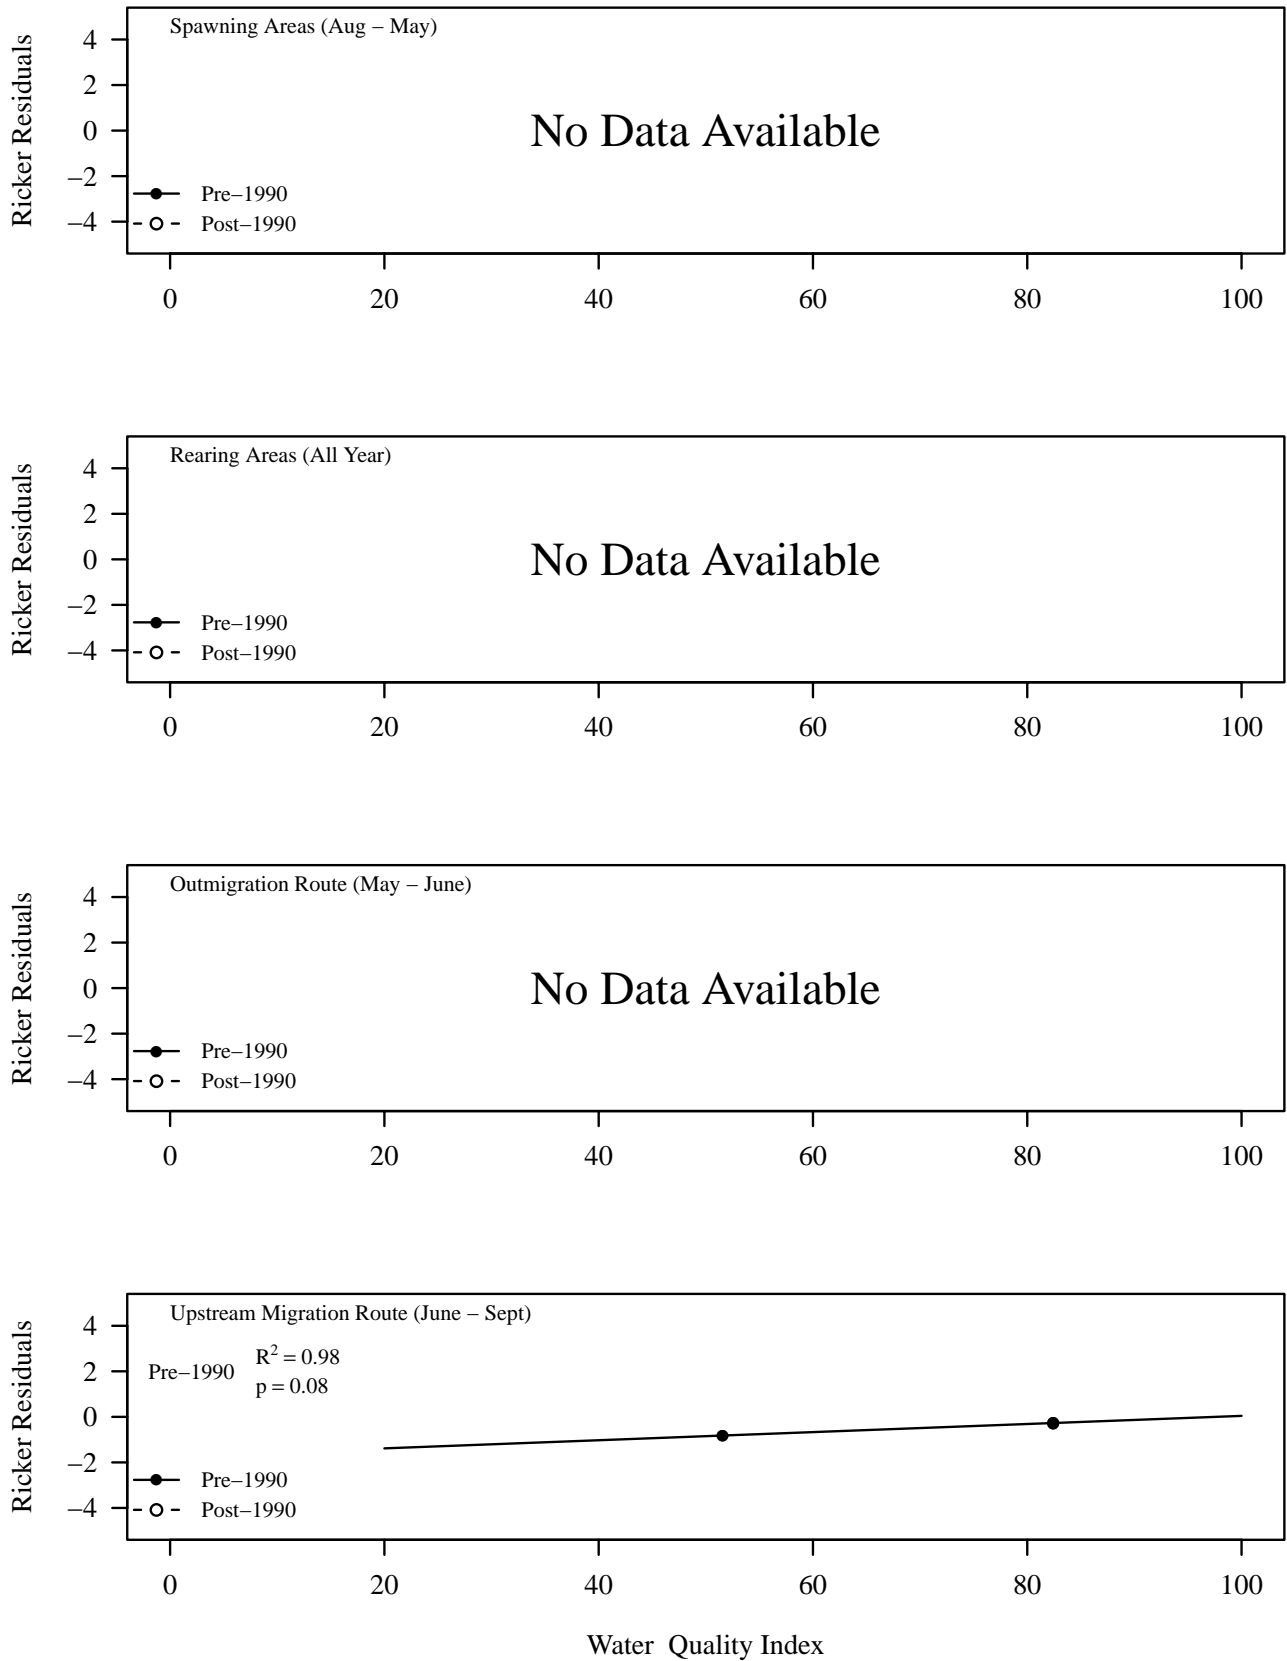 Spawning Areas (Aug – May)
Ricker Residuals
4
2
0
–2
–4
No Data Available
Pre–1990
Post–1990
0 20 40 60 80 100
Rearing Areas (All Year)
Ricker Residuals
4
2
0
–2
–4
No Data Available
Pre–1990
Post–1990
0 20 40 60 80 100
Outmigration Route (May – June)
Ricker Residuals
4
2
0
–2
–4
No Data Available
Pre–1990
Post–1990
0 20 40 60 80 100
Upstream Migration Route (June – Sept)
Ricker Residuals
4
2
0
–2
–4
Pre–1990
R² = 0.98
p = 0.08
Pre–1990
Post–1990
0 20 40 60 80 100
Water Quality Index